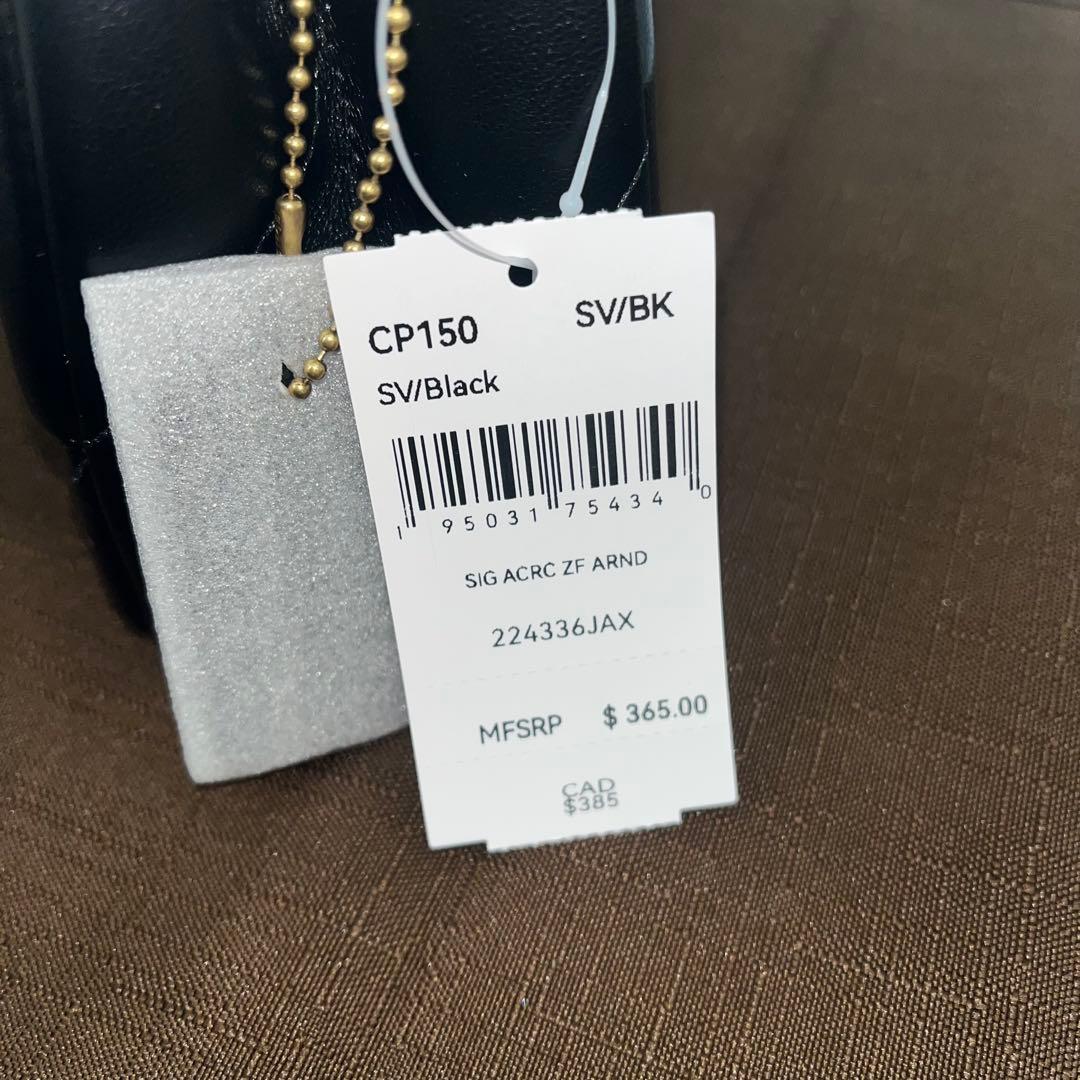 CP150 SV/BK
SV/Black
1 95031 75434 0
SIG ACRC ZF ARND
224336JAX
MFSRP $ 365.00
CAD
$385